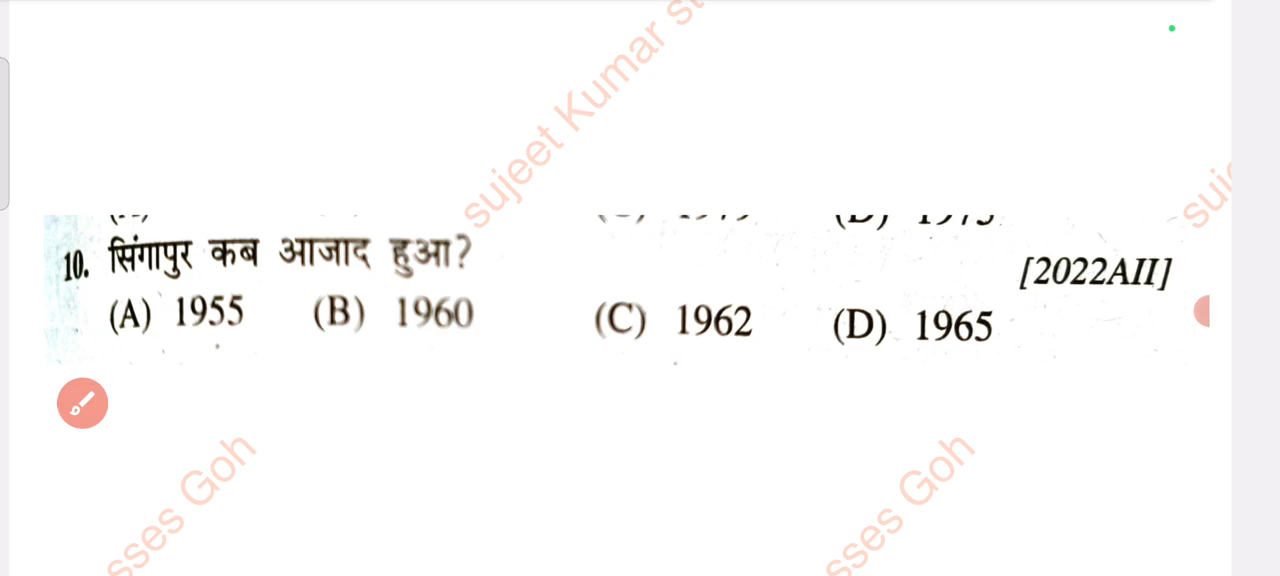 sujeet Kumar
10. सिंगापुर कब आजाद हुआ?
[2022AII]
(A) 1955 (B) 1960 (C) 1962 (D) 1965
sses Goh
sses Goh